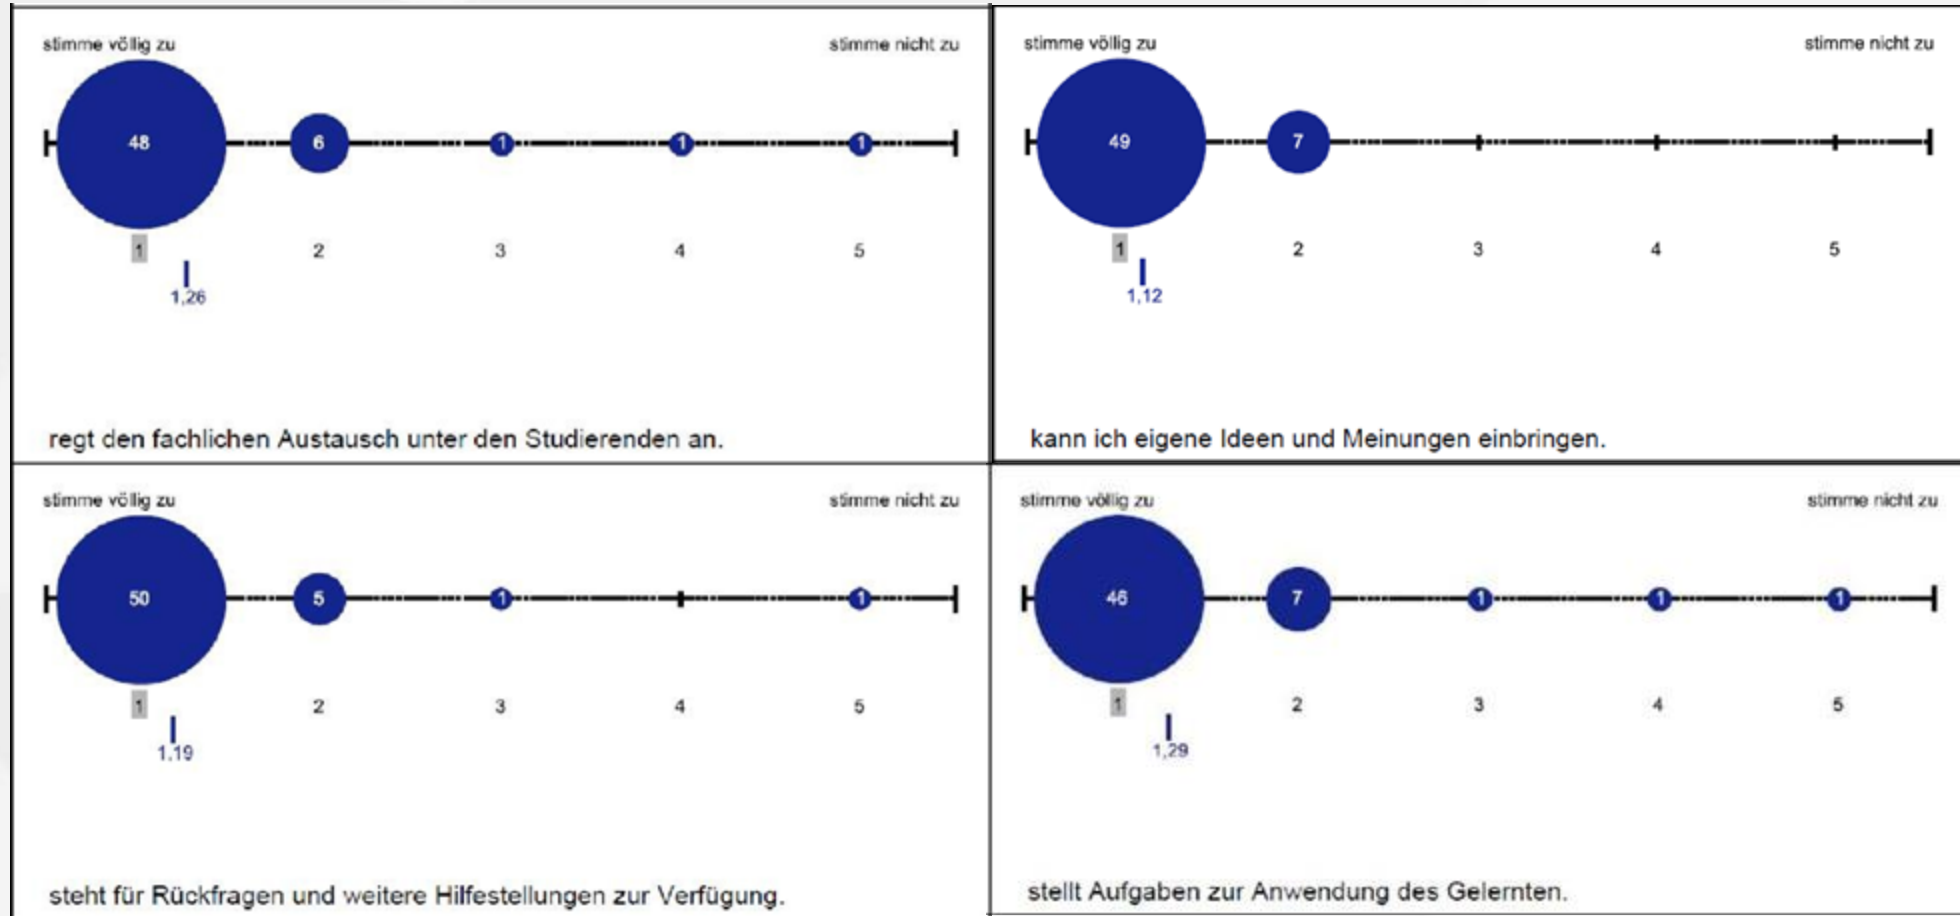 stimme völlig zu stimme nicht zu
48 6 1 1 1
1 2 3 4 5
1,26
regt den fachlichen Austausch unter den Studierenden an.
stimme völlig zu stimme nicht zu
49 7
1 2 3 4 5
1,12
kann ich eigene Ideen und Meinungen einbringen.
stimme völlig zu stimme nicht zu
50 5 1 1
1 2 3 4 5
1,19
steht für Rückfragen und weitere Hilfestellungen zur Verfügung.
stimme völlig zu stimme nicht zu
46 7 1 1 1
1 2 3 4 5
1,29
stellt Aufgaben zur Anwendung des Gelernten.